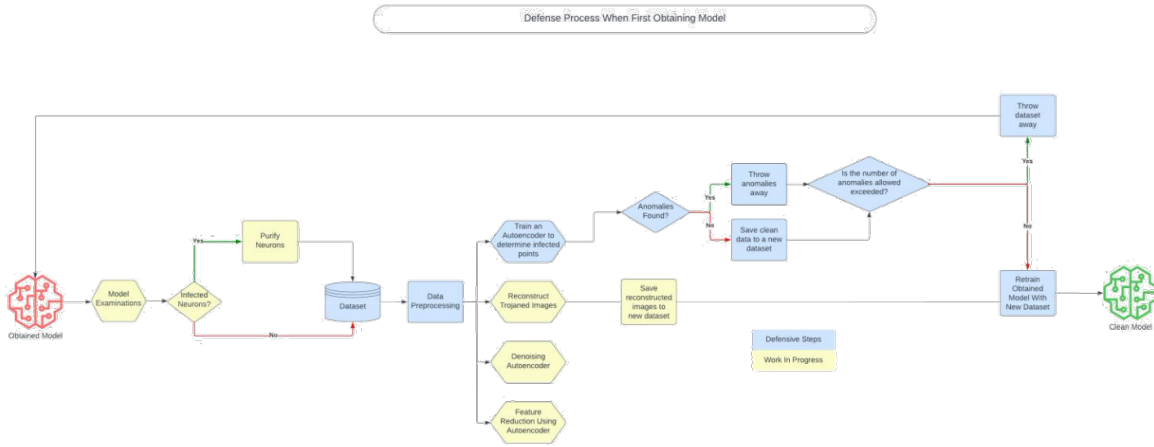 Defense Process When First Obtaining Model
Throw
dataset
away
Yes
Throw
anomalies
away
Is the number of
anomalies allowed
exceeded?
Anomalies
Found?
Yes
No
Save clean
data to a new
dataset
No
Train an
Autoencoder to
determine infected
points
Purify
Neurons
Yes
Obtained Model
Model
Examinations
Infected
Neurons?
No
Dataset
Data
Preprocessing
Reconstruct
Trojaned Images
Save
reconstructed
images to
new dataset
Retrain
Obtained
Model With
New Dataset
Clean Model
Defensive Steps
Work In Progress
Denoising
Autoencoder
Feature
Reduction Using
Autoencoder